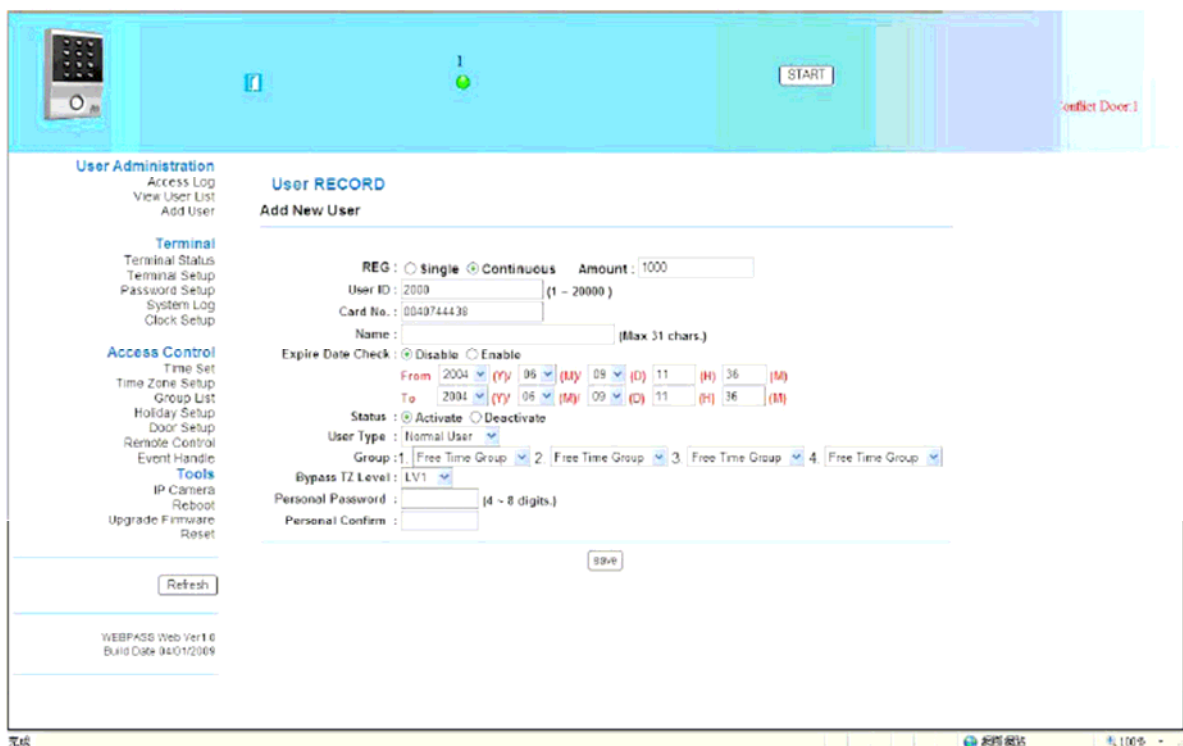 1
START
onflict Door:1
User Administration
Access Log
View User List
Add User
Terminal
Terminal Status
Terminal Setup
Password Setup
System Log
Clock Setup
Access Control
Time Set
Time Zone Setup
Group List
Holiday Setup
Door Setup
Remote Control
Event Handle
Tools
IP Camera
Reboot
Upgrade Firmware
Reset
Refresh
WEBPASS Web Ver1.0
Build Date 04/01/2009
User RECORD
Add New User
REG : Single Continuous Amount : 1000
User ID : 2000 (1 ~ 20000 )
Card No. : 0040744438
Name : (Max 31 chars.)
Expire Date Check : Disable Enable
From 2004 (Y)/ 06 (M)/ 09 (D) 11 (H) 36 (M)
To 2004 (Y)/ 06 (M)/ 09 (D) 11 (H) 36 (M)
Status : Activate Deactivate
User Type : Normal User
Group :1. Free Time Group 2. Free Time Group 3. Free Time Group 4. Free Time Group
Bypass TZ Level : LV1
Personal Password : (4 ~ 8 digits.)
Personal Confirm :
save
完成 100%